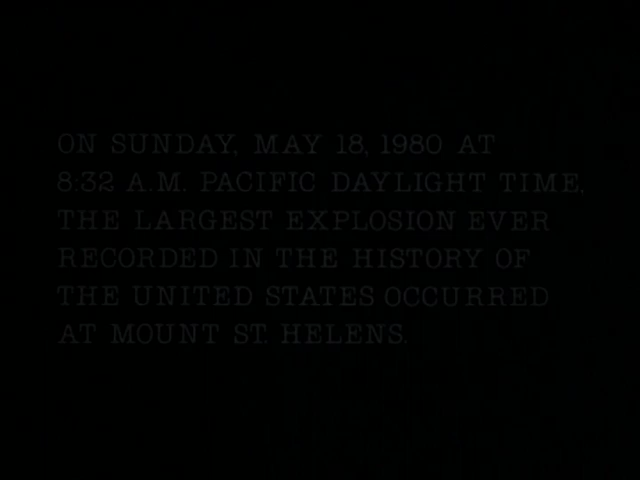 ON SUNDAY, MAY 18, 1980 AT
8:32 A.M. PACIFIC DAYLIGHT TIME,
THE LARGEST EXPLOSION EVER
RECORDED IN THE HISTORY OF
THE UNITED STATES OCCURRED
AT MOUNT ST. HELENS.